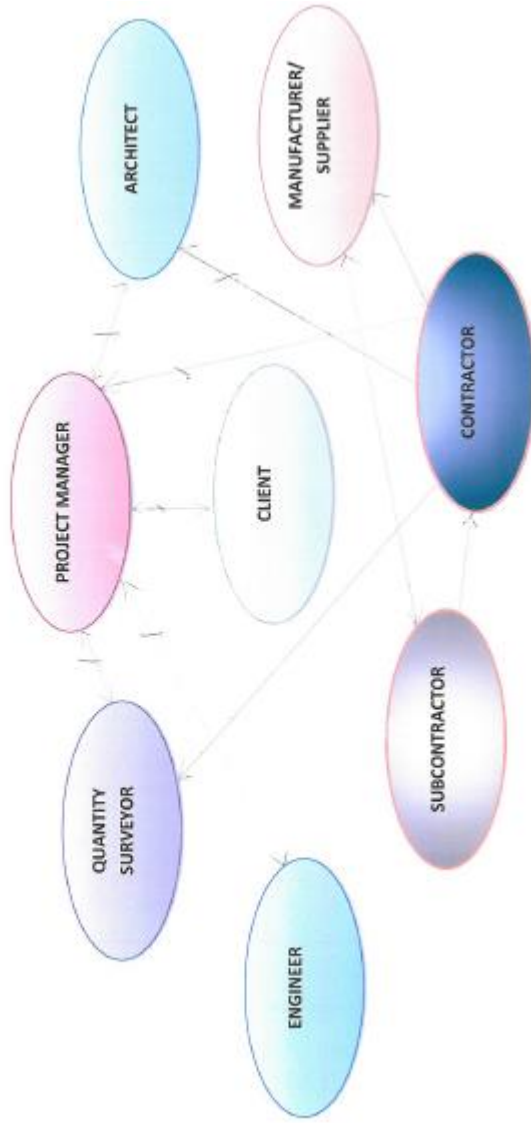 PROJECT MANAGER
QUANTITY
SURVEYOR
ARCHITECT
CLIENT
ENGINEER
MANUFACTURER/
SUPPLIER
SUBCONTRACTOR
CONTRACTOR